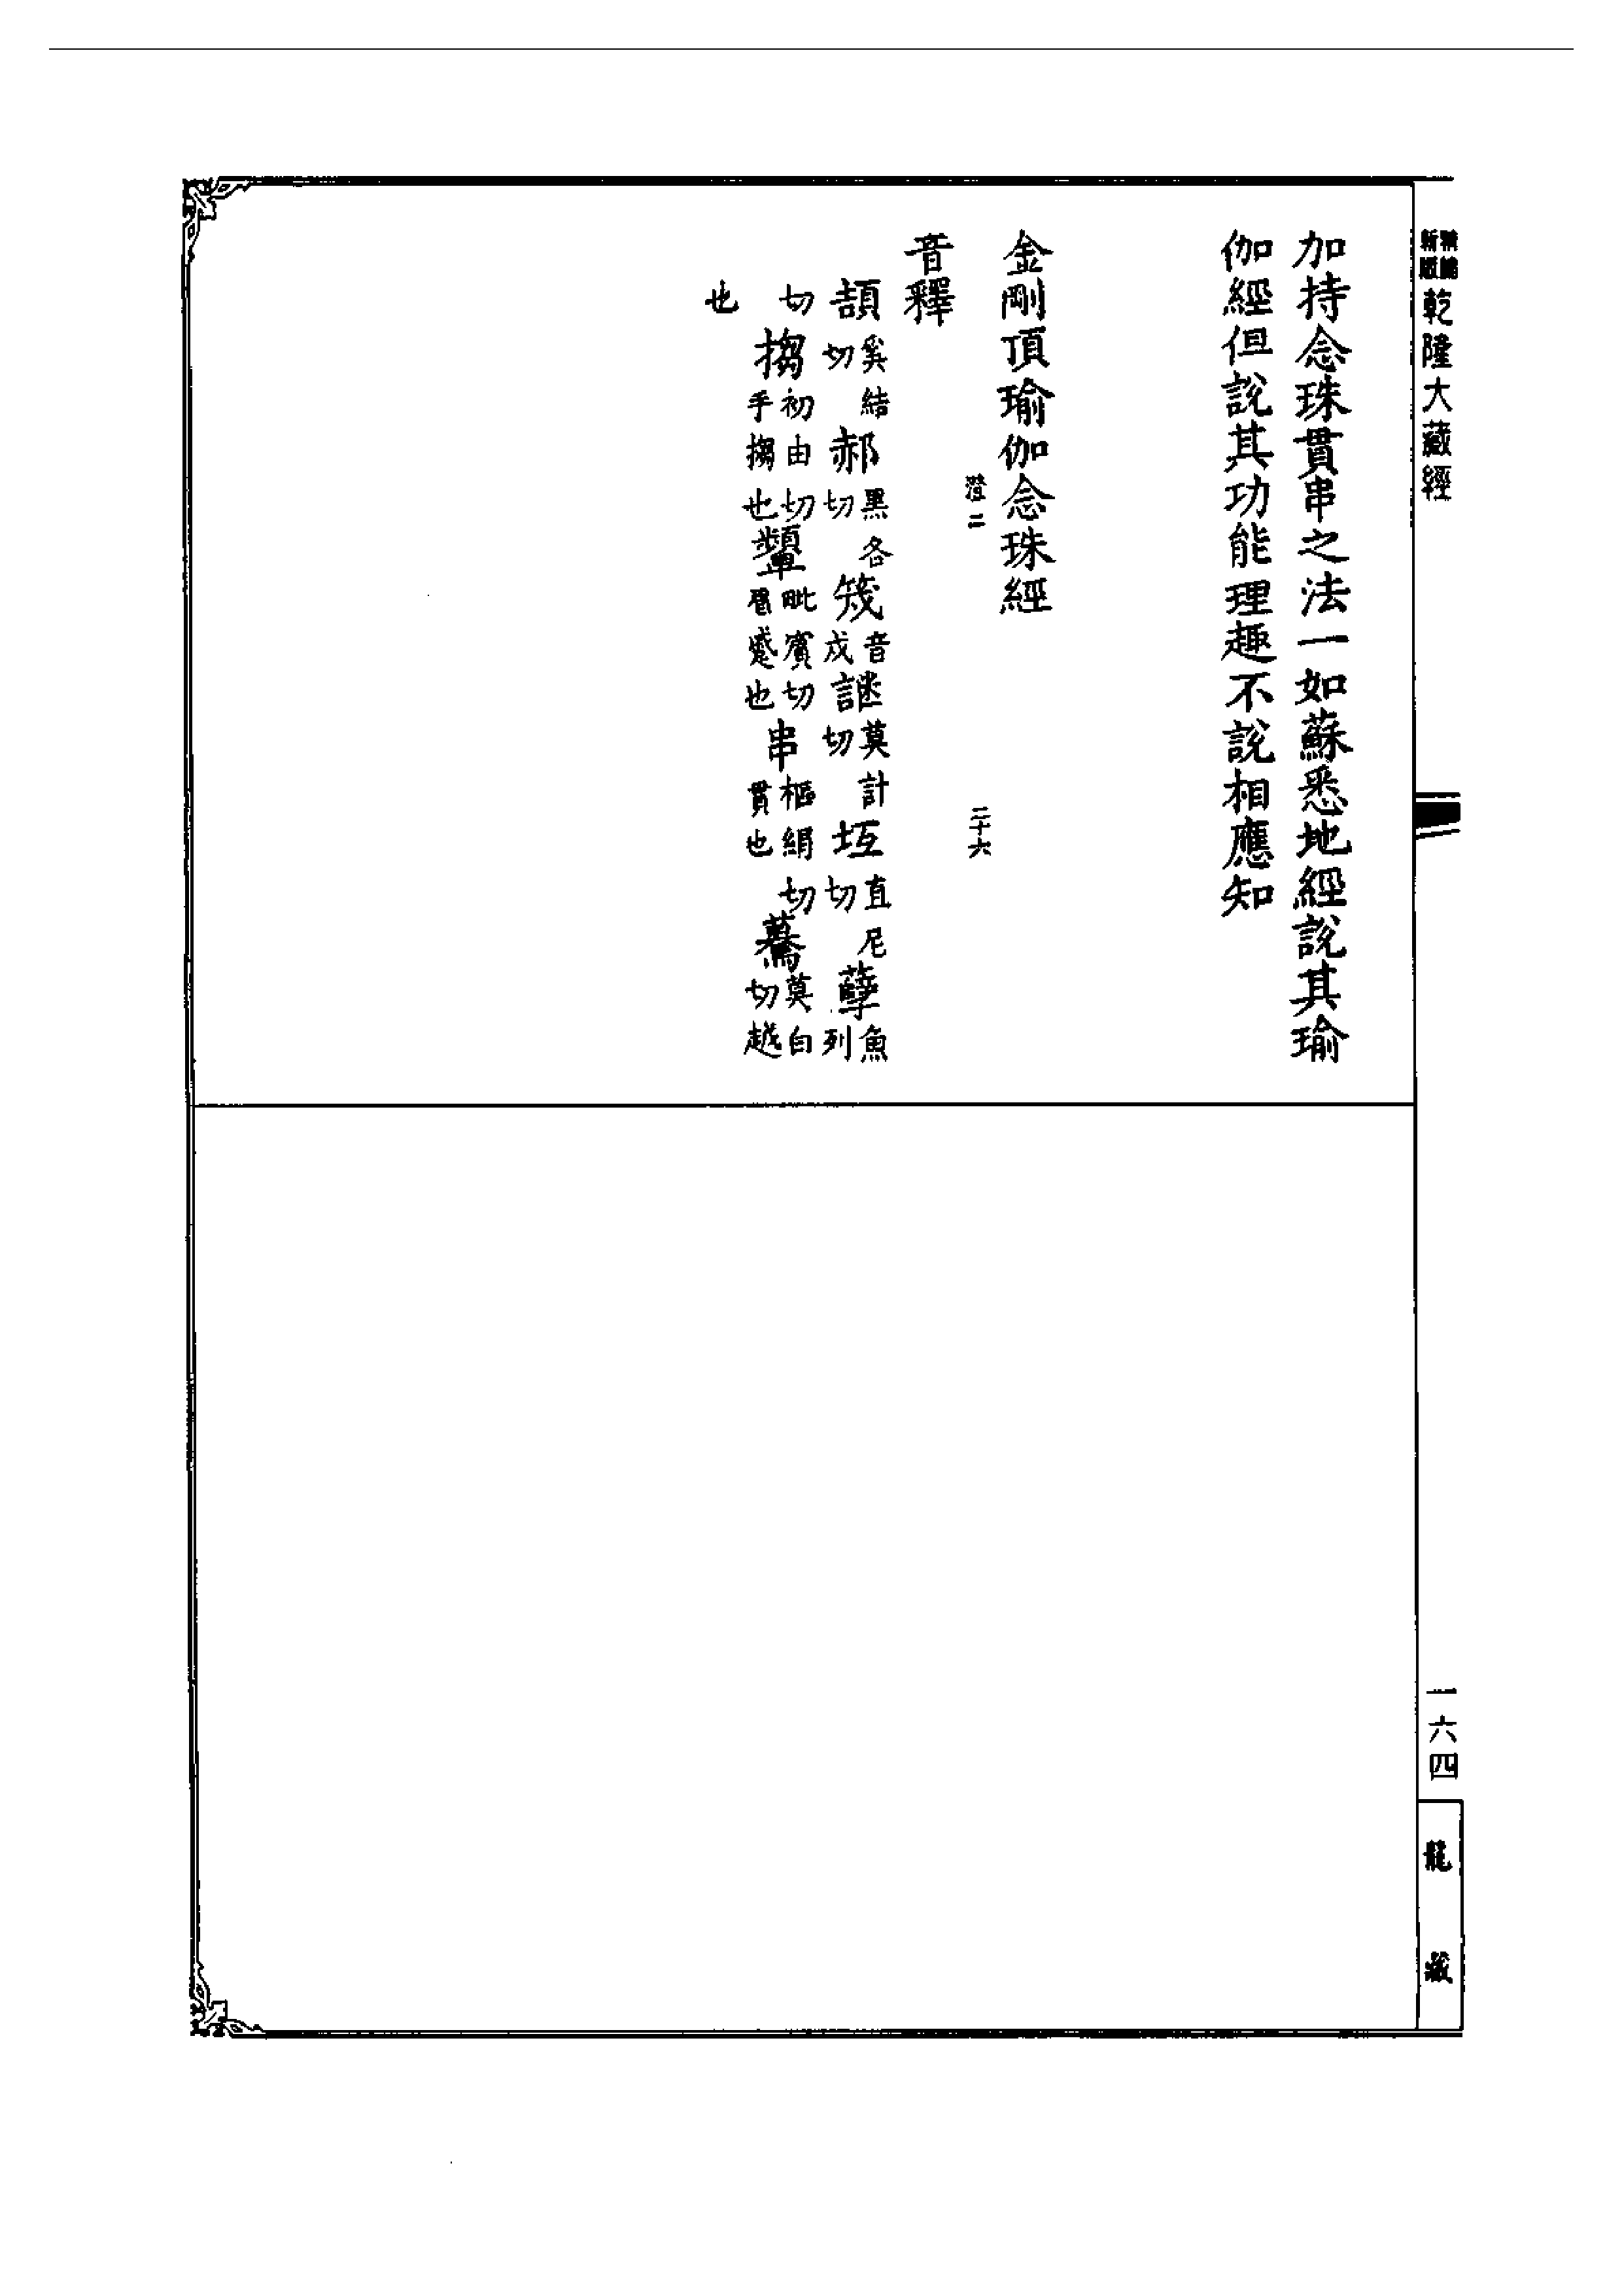 新版 精縮
乾隆大藏經
加持念珠貫串之法一如蘇悉地經說其瑜
伽經但說其功能理趣不說相應知
金剛頂瑜伽念珠經
澄二 二十六
音釋
頡奚結切郝黑各切筏音戍謎莫計切坘直尼切孽魚列
切搊初由切手搊也顰毗賓切眉蹙也串樞絹切貫也驀莫白切越
也
一六四
龍藏